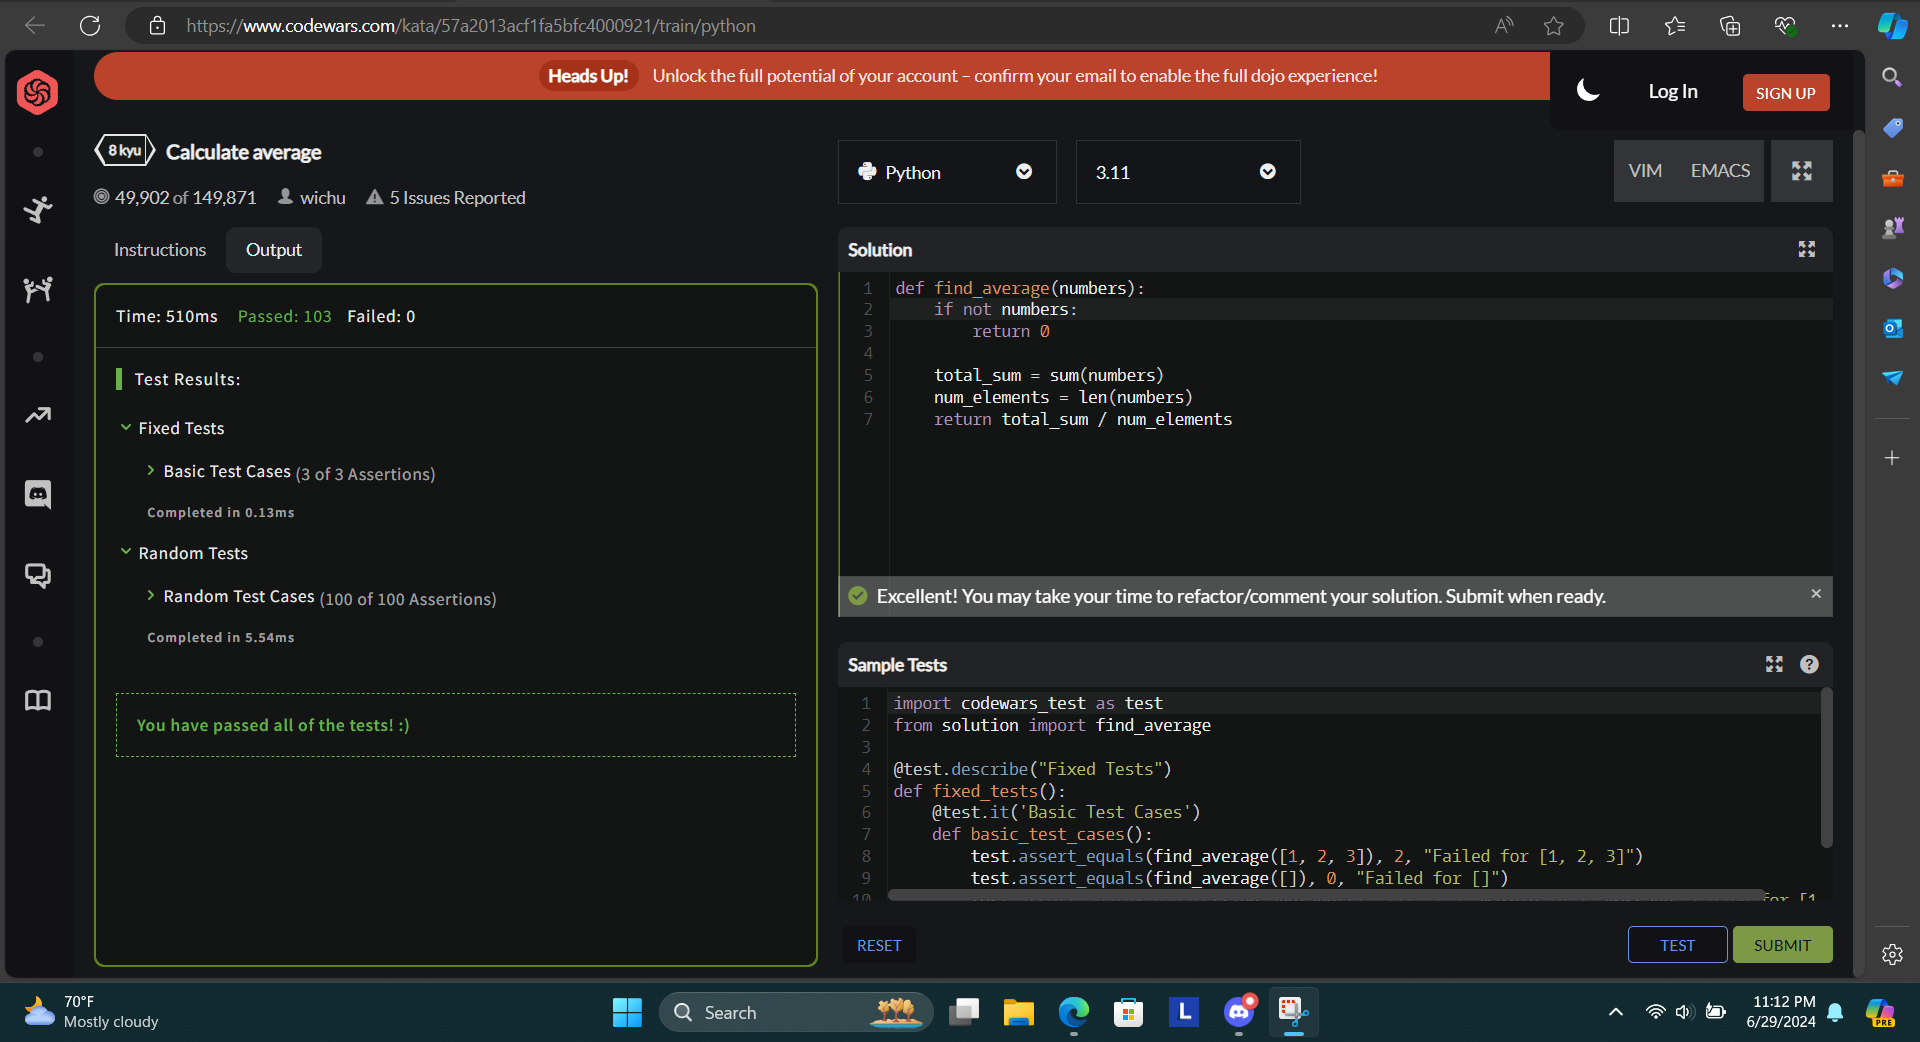 https://www.codewars.com/kata/57a2013acf1fa5bfc4000921/train/python
Heads Up! Unlock the full potential of your account – confirm your email to enable the full dojo experience!
Log In
SIGN UP
8 kyu
Calculate average
49,902 of 149,871 wichu 5 Issues Reported
Python
3.11
VIM EMACS
Instructions
Output
Time: 510ms Passed: 103 Failed: 0
Test Results:
Fixed Tests
Basic Test Cases (3 of 3 Assertions)
Completed in 0.13ms
Random Tests
Random Test Cases (100 of 100 Assertions)
Completed in 5.54ms
You have passed all of the tests! :)
Solution
1 def find_average(numbers):
2 if not numbers:
3 return 0
4
5 total_sum = sum(numbers)
6 num_elements = len(numbers)
7 return total_sum / num_elements
Excellent! You may take your time to refactor/comment your solution. Submit when ready.
Sample Tests
1 import codewars_test as test
2 from solution import find_average
3
4 @test.describe("Fixed Tests")
5 def fixed_tests():
6 @test.it('Basic Test Cases')
7 def basic_test_cases():
8 test.assert_equals(find_average([1, 2, 3]), 2, "Failed for [1, 2, 3]")
9 test.assert_equals(find_average([]), 0, "Failed for []")
10 for [1
RESET
TEST
SUBMIT
70°F
Mostly cloudy
Search
L
PRE
11:12 PM
6/29/2024